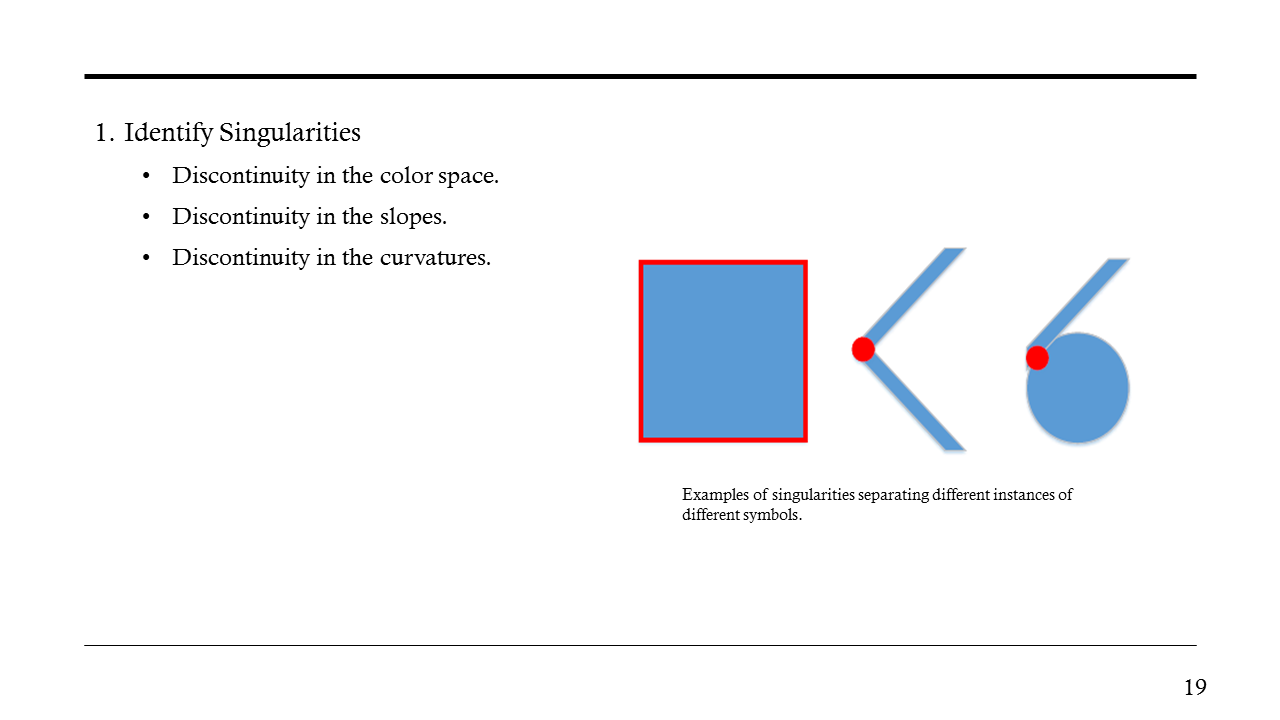 1. Identify Singularities
• Discontinuity in the color space.
• Discontinuity in the slopes.
• Discontinuity in the curvatures.
Examples of singularities separating different instances of
different symbols.
19